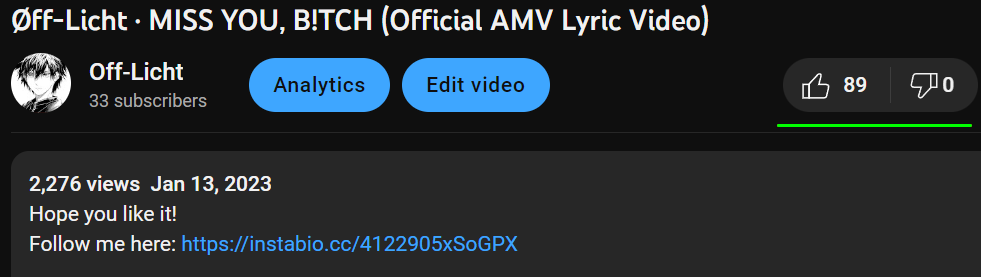 Øff-Licht · MISS YOU, B!TCH (Official AMV Lyric Video)
Off-Licht
33 subscribers
Analytics
Edit video
89
0
2,276 views Jan 13, 2023
Hope you like it!
Follow me here: https://instabio.cc/4122905xSoGPX